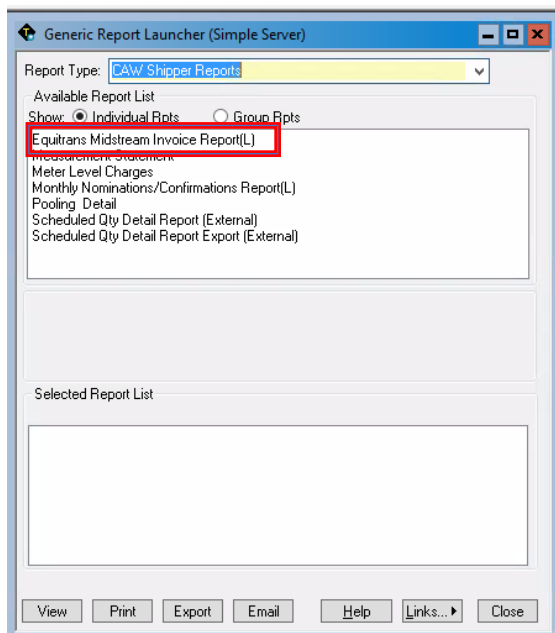 Generic Report Launcher (Simple Server)
Report Type: CAW Shipper Reports
Available Report List
Show: Individual Rpts Group Rpts
Equitrans Midstream Invoice Report(L)
Measurement Statement
Meter Level Charges
Monthly Nominations/Confirmations Report(L)
Pooling Detail
Scheduled Qty Detail Report (External)
Scheduled Qty Detail Report Export (External)
Selected Report List
View Print Export Email Help Links... Close